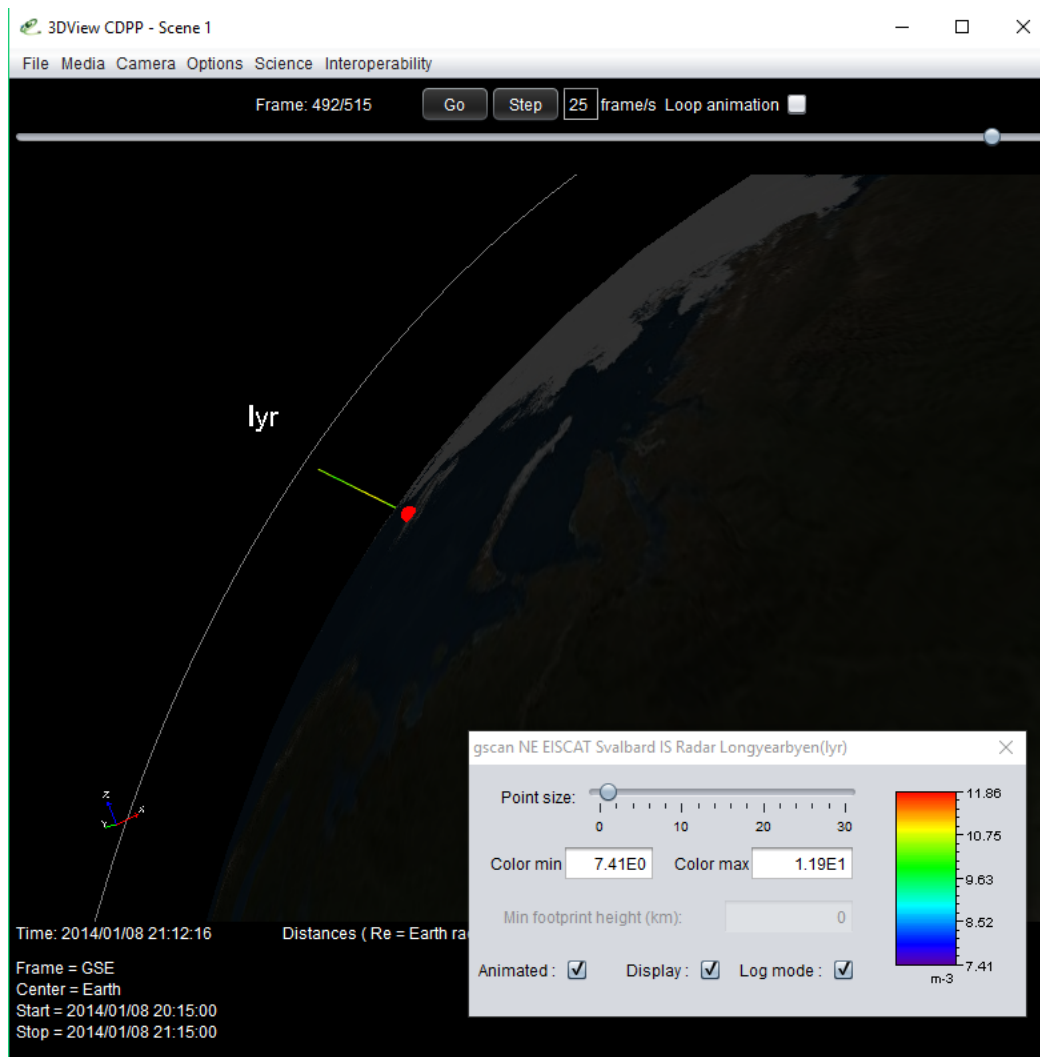 3DView CDPP - Scene 1
File Media Camera Options Science Interoperability
Frame: 492/515 Go Step 25 frame/s Loop animation
lyr
Z
X
Y
gscan NE EISCAT Svalbard IS Radar Longyearbyen(lyr)
Point size:
0 10 20 30
Color min 7.41E0 Color max 1.19E1
Min footprint height (km): 0
Animated : Display : Log mode :
11.86
10.75
9.63
8.52
7.41
m-3
Time: 2014/01/08 21:12:16 Distances ( Re = Earth
Frame = GSE
Center = Earth
Start = 2014/01/08 20:15:00
Stop = 2014/01/08 21:15:00